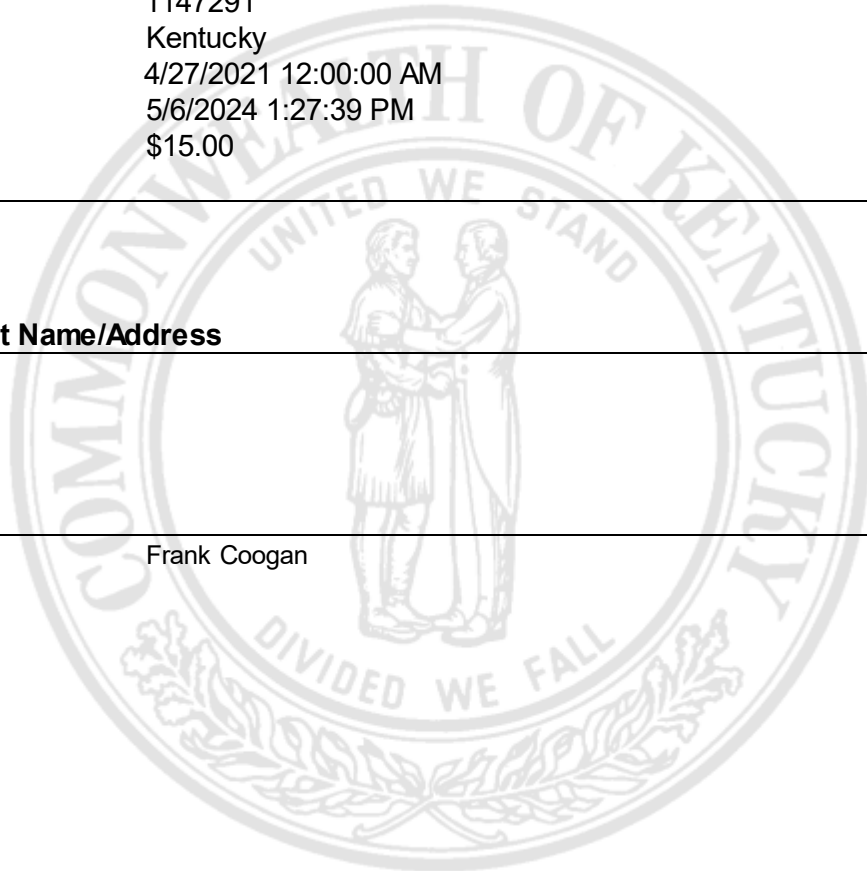 1147291
Kentucky
4/27/2021 12:00:00 AM
5/6/2024 1:27:39 PM
$15.00
COMMONWEALTH OF KENTUCKY
UNITED WE STAND
t Name/Address
Frank Coogan
DIVIDED WE FALL